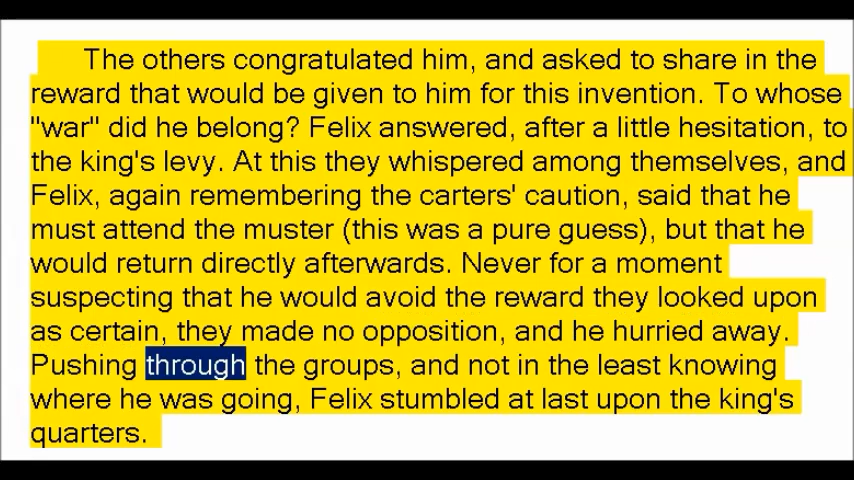 The others congratulated him, and asked to share in the
reward that would be given to him for this invention. To whose
"war" did he belong? Felix answered, after a little hesitation, to
the king's levy. At this they whispered among themselves, and
Felix, again remembering the carters' caution, said that he
must attend the muster (this was a pure guess), but that he
would return directly afterwards. Never for a moment
suspecting that he would avoid the reward they looked upon
as certain, they made no opposition, and he hurried away.
Pushing through the groups, and not in the least knowing
where he was going, Felix stumbled at last upon the king's
quarters.